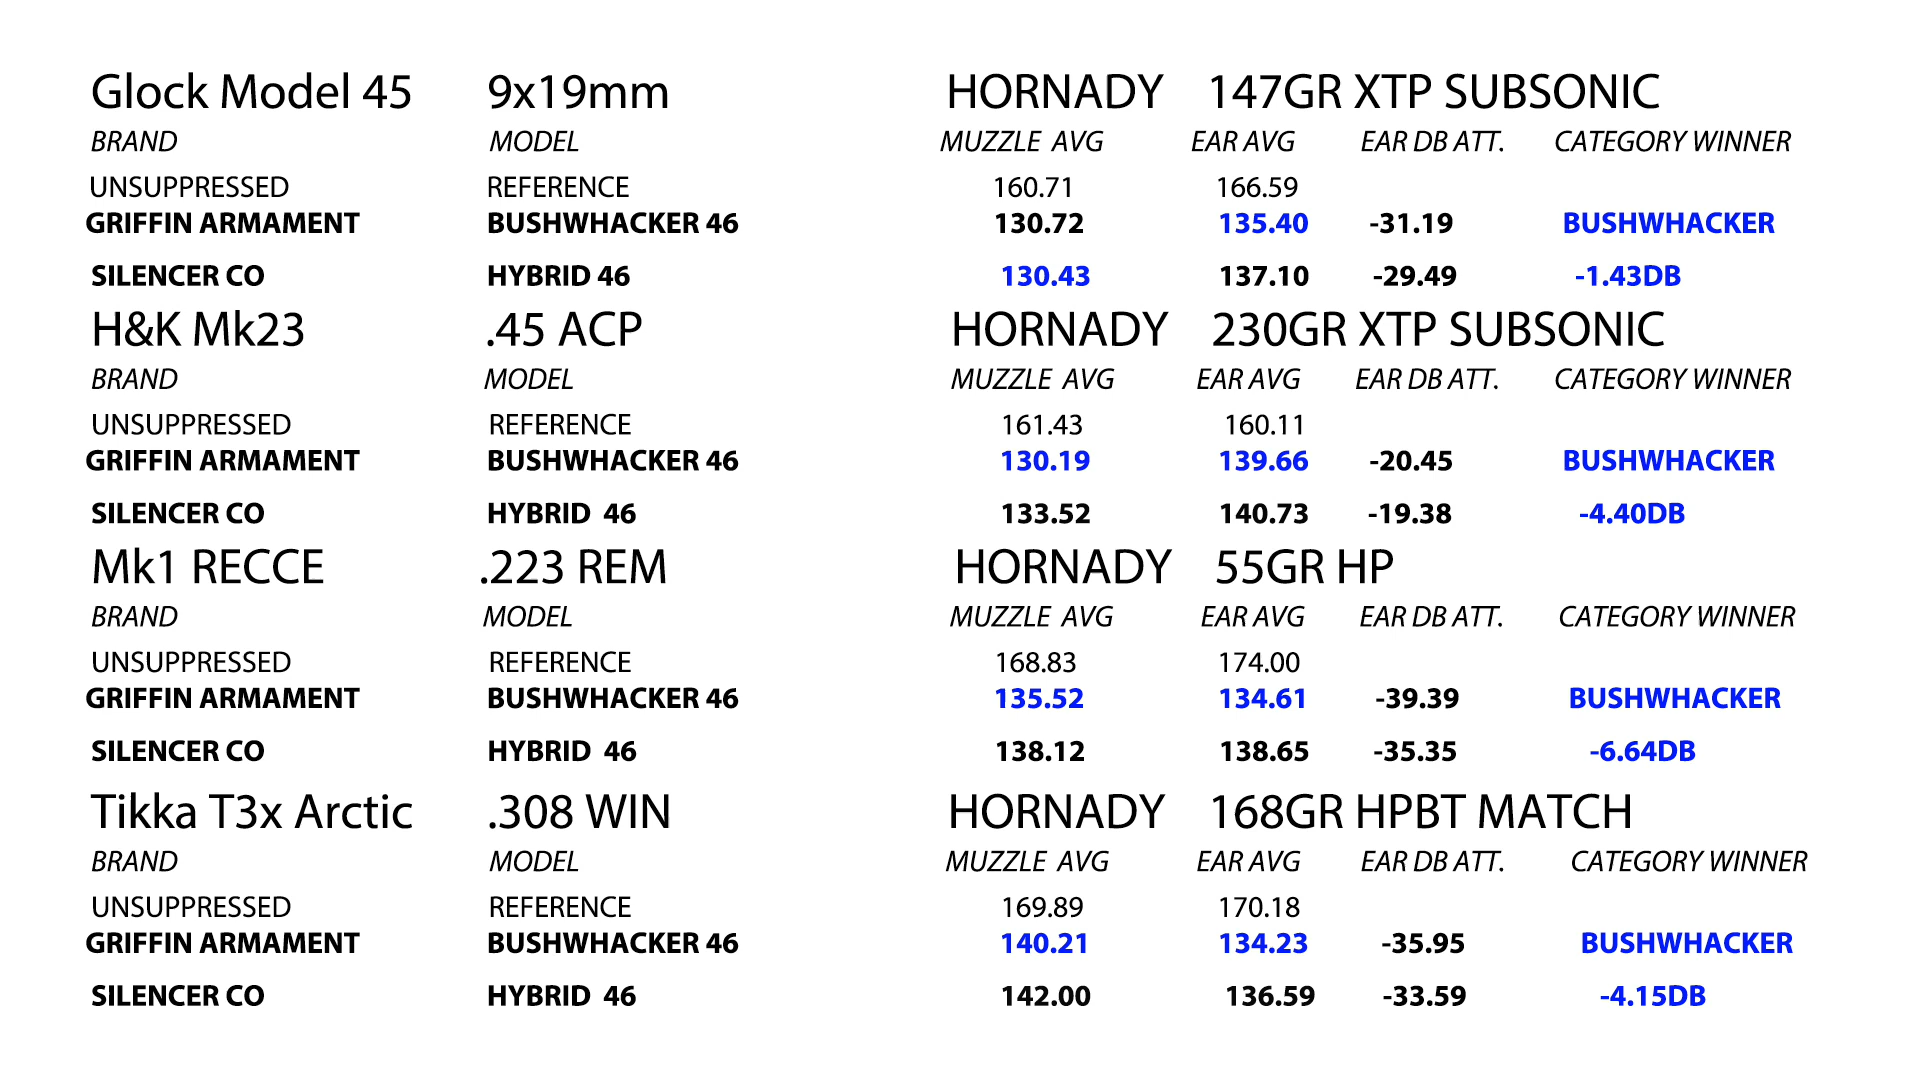 Glock Model 45 9x19mm HORNADY 147GR XTP SUBSONIC
BRAND MODEL MUZZLE AVG EAR AVG EAR DB ATT. CATEGORY WINNER
UNSUPPRESSED REFERENCE 160.71 166.59
GRIFFIN ARMAMENT BUSHWHACKER 46 130.72 135.40 -31.19 BUSHWHACKER
SILENCER CO HYBRID 46 130.43 137.10 -29.49 -1.43DB
H&K Mk23 .45 ACP HORNADY 230GR XTP SUBSONIC
BRAND MODEL MUZZLE AVG EAR AVG EAR DB ATT. CATEGORY WINNER
UNSUPPRESSED REFERENCE 161.43 160.11
GRIFFIN ARMAMENT BUSHWHACKER 46 130.19 139.66 -20.45 BUSHWHACKER
SILENCER CO HYBRID 46 133.52 140.73 -19.38 -4.40DB
Mk1 RECCE .223 REM HORNADY 55GR HP
BRAND MODEL MUZZLE AVG EAR AVG EAR DB ATT. CATEGORY WINNER
UNSUPPRESSED REFERENCE 168.83 174.00
GRIFFIN ARMAMENT BUSHWHACKER 46 135.52 134.61 -39.39 BUSHWHACKER
SILENCER CO HYBRID 46 138.12 138.65 -35.35 -6.64DB
Tikka T3x Arctic .308 WIN HORNADY 168GR HPBT MATCH
BRAND MODEL MUZZLE AVG EAR AVG EAR DB ATT. CATEGORY WINNER
UNSUPPRESSED REFERENCE 169.89 170.18
GRIFFIN ARMAMENT BUSHWHACKER 46 140.21 134.23 -35.95 BUSHWHACKER
SILENCER CO HYBRID 46 142.00 136.59 -33.59 -4.15DB